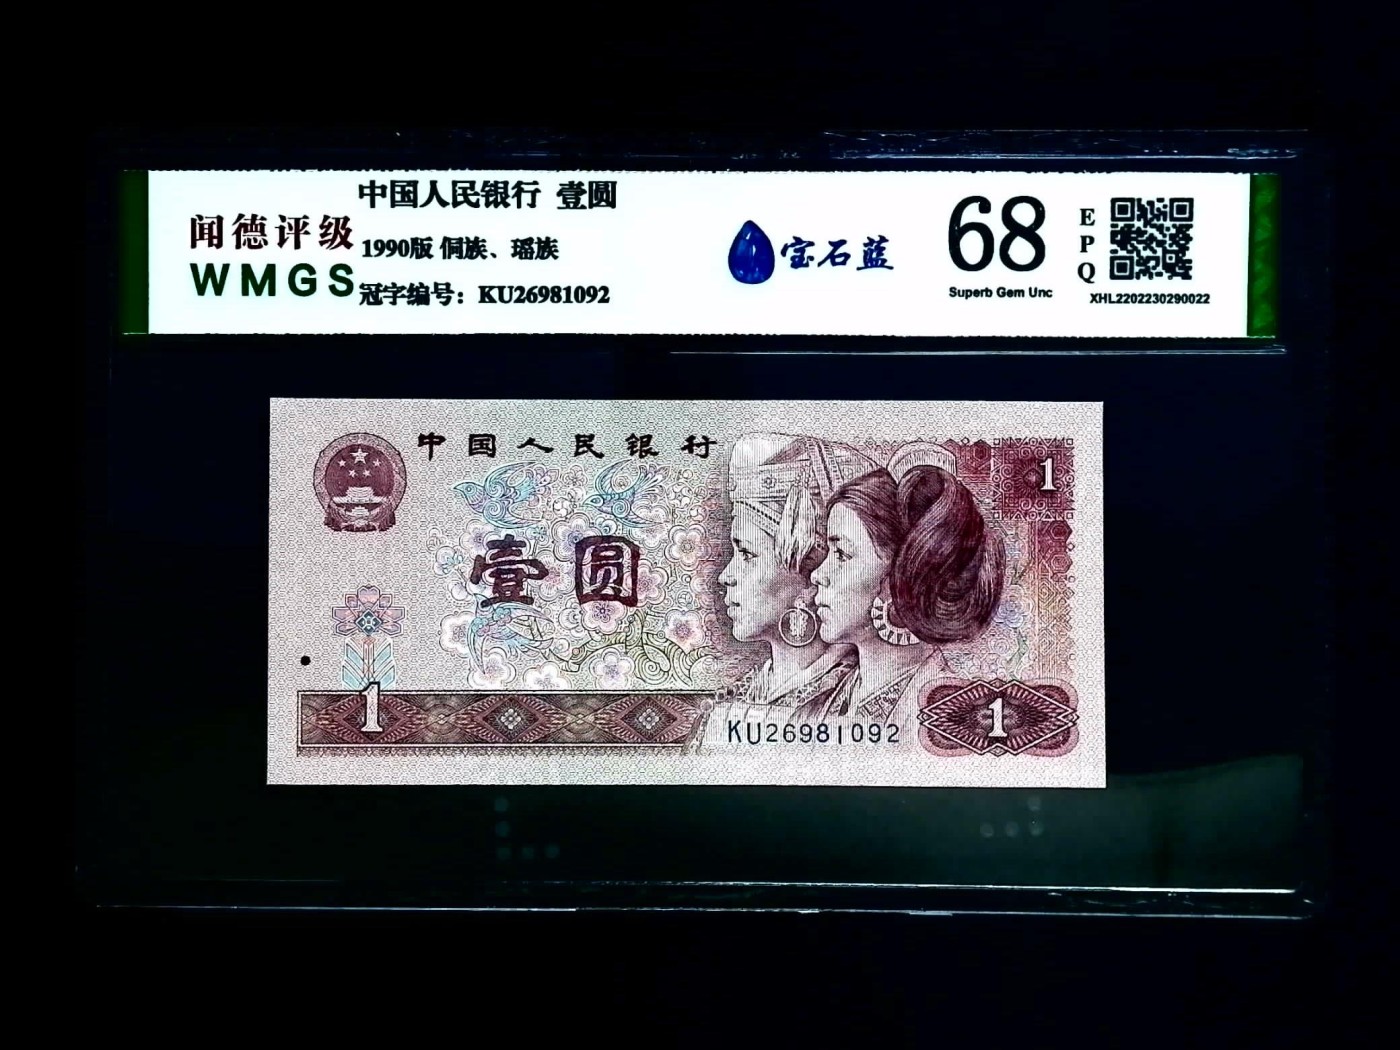 中国人民银行 壹圆
闻德评级
1990版 侗族、瑶族
WMGS
冠字编号：KU26981092
宝石蓝
68
EPQ
Superb Gem Unc
XHL2202230290022
中国人民银行
1
壹圆
1
KU26981092
1